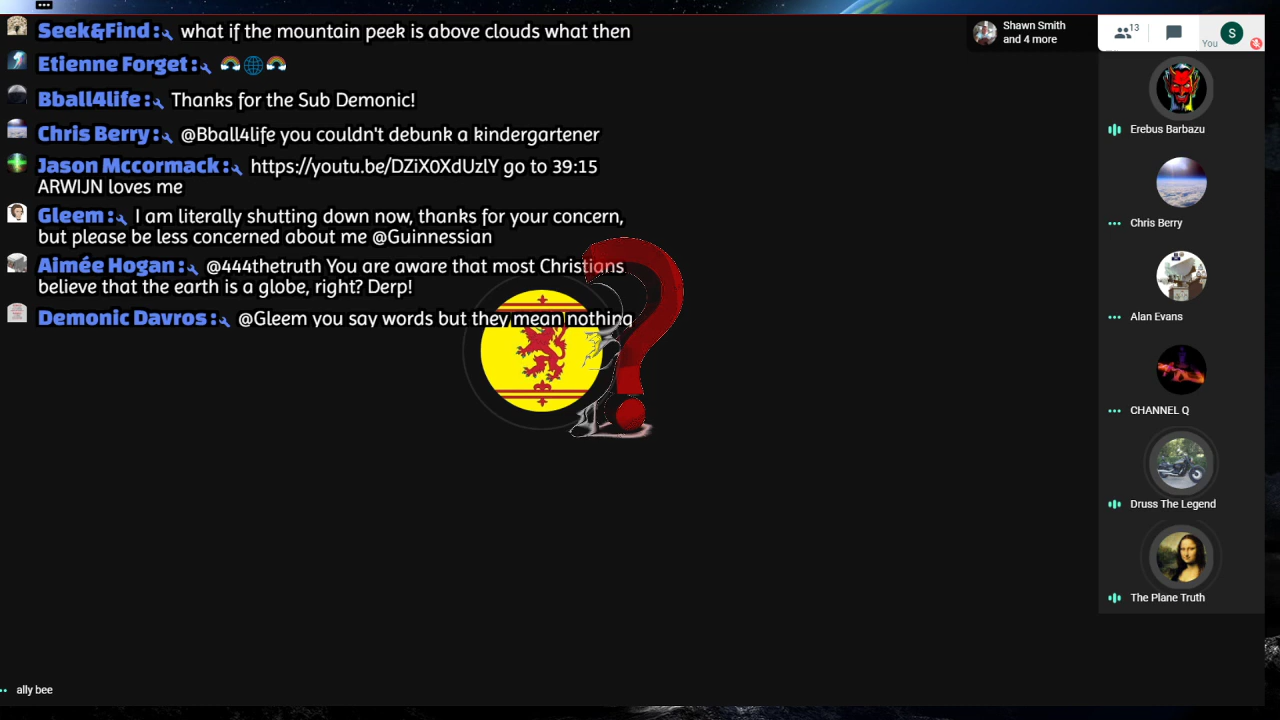 Seek&Find: what if the mountain peek is above clouds what then
Etienne Forget: 🌈🌐🌈
Bball4life: Thanks for the Sub Demonic!
Chris Berry: @Bball4life you couldn't debunk a kindergartener
Jason Mccormack: https://youtu.be/DZiX0XdUzlY go to 39:15
ARWIJN loves me
Gleem: I am literally shutting down now, thanks for your concern,
but please be less concerned about me @Guinnessian
Aimée Hogan: @444thetruth You are aware that most Christians
believe that the earth is a globe, right? Derp!
Demonic Davros: @Gleem you say words but they mean nothing
Shawn Smith
and 4 more
13
You
S
Erebus Barbazu
Chris Berry
Alan Evans
CHANNEL Q
Druss The Legend
The Plane Truth
ally bee